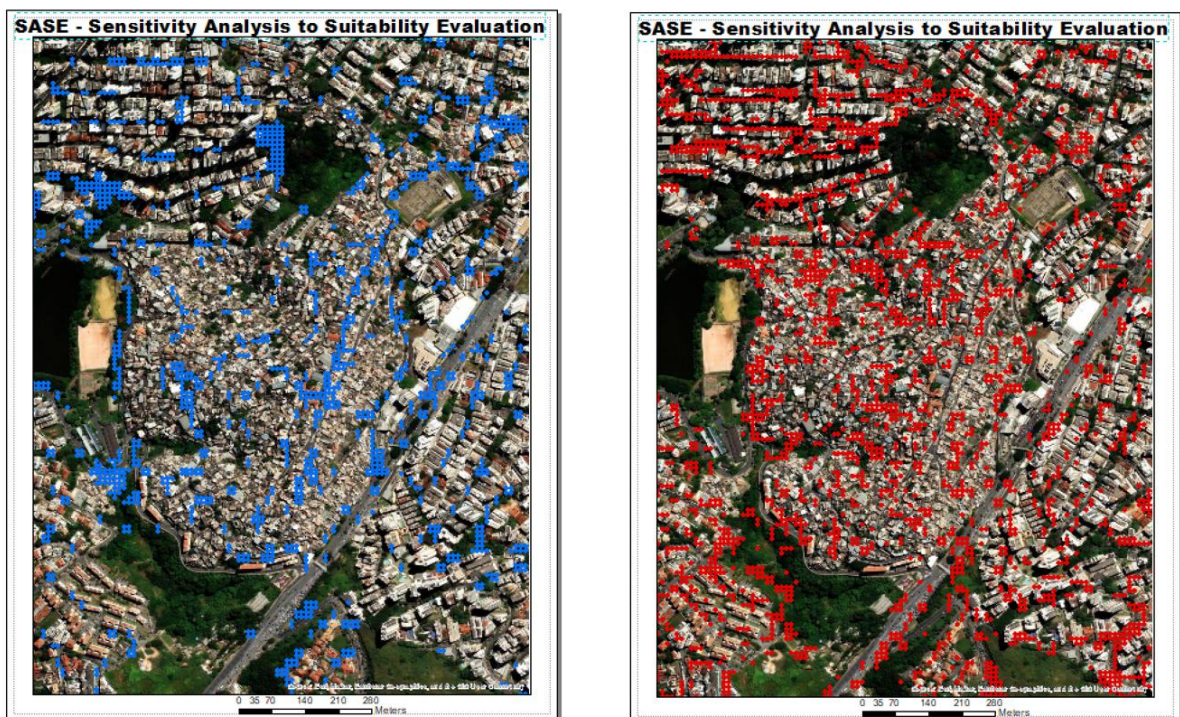 SASE - Sensitivity Analysis to Suitability Evaluation
0 35 70 140 210 280
Meters
SASE - Sensitivity Analysis to Suitability Evaluation
0 35 70 140 210 280
Meters